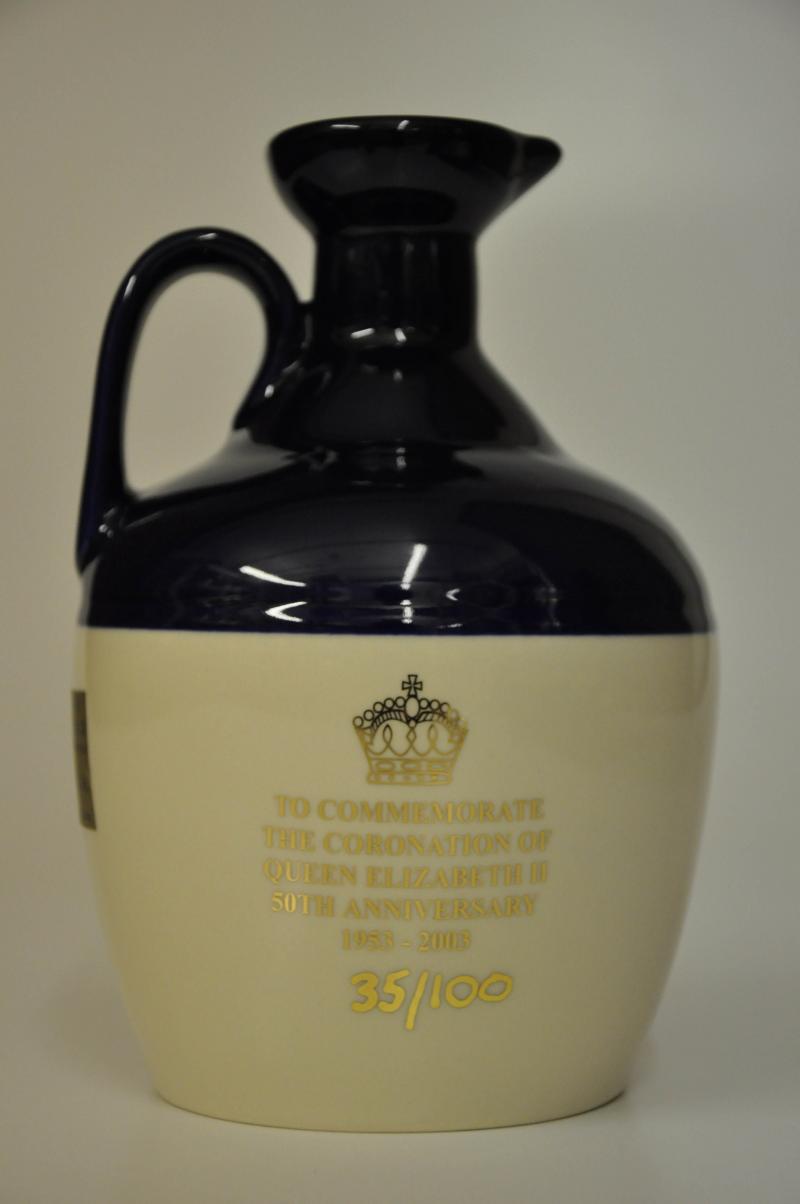 TO COMMEMORATE
THE CORONATION OF
QUEEN ELIZABETH II
50TH ANNIVERSARY
1953 - 2003
35/100